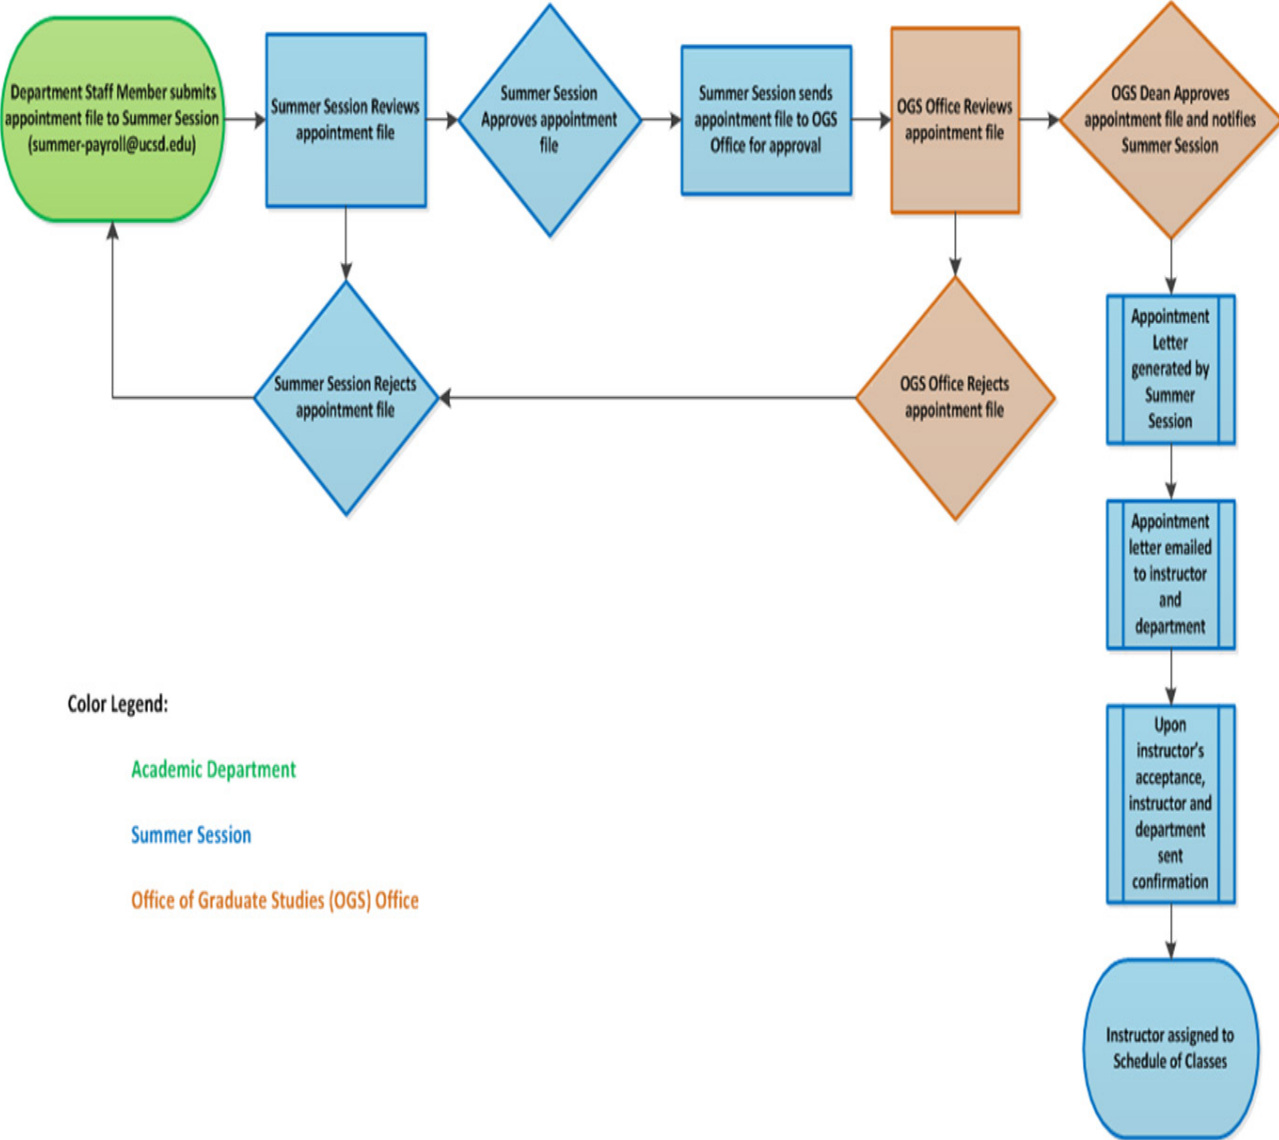 Department Staff Member submits
appointment file to Summer Session
(summer-payroll@ucsd.edu)
Summer Session Reviews
appointment file
Summer Session
Approves appointment
file
Summer Session sends
appointment file to OGS
Office for approval
OGS Office Reviews
appointment file
OGS Dean Approves
appointment file and notifies
Summer Session
Summer Session Rejects
appointment file
OGS Office Rejects
appointment file
Appointment
Letter
generated by
Summer
Session
Appointment
letter emailed
to instructor
and
department
Upon
instructor’s
acceptance,
instructor and
department
sent
confirmation
Instructor assigned to
Schedule of Classes
Color Legend:
Academic Department
Summer Session
Office of Graduate Studies (OGS) Office